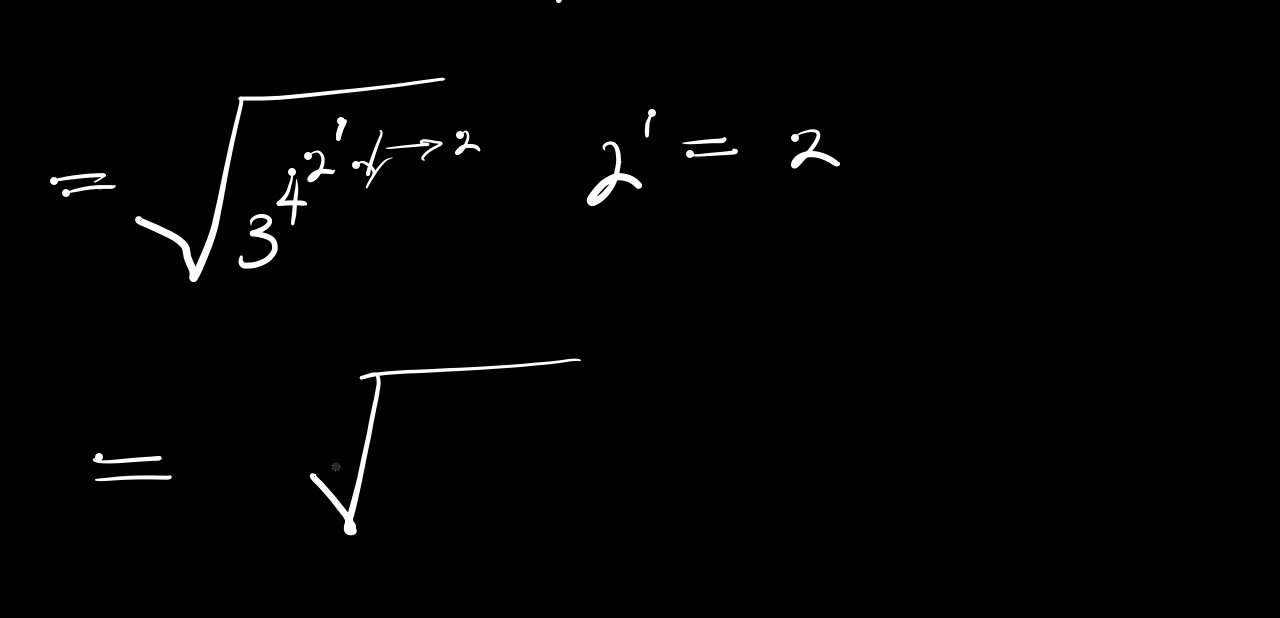 = √3^4^2^1 → 2 2^1 = 2
= √